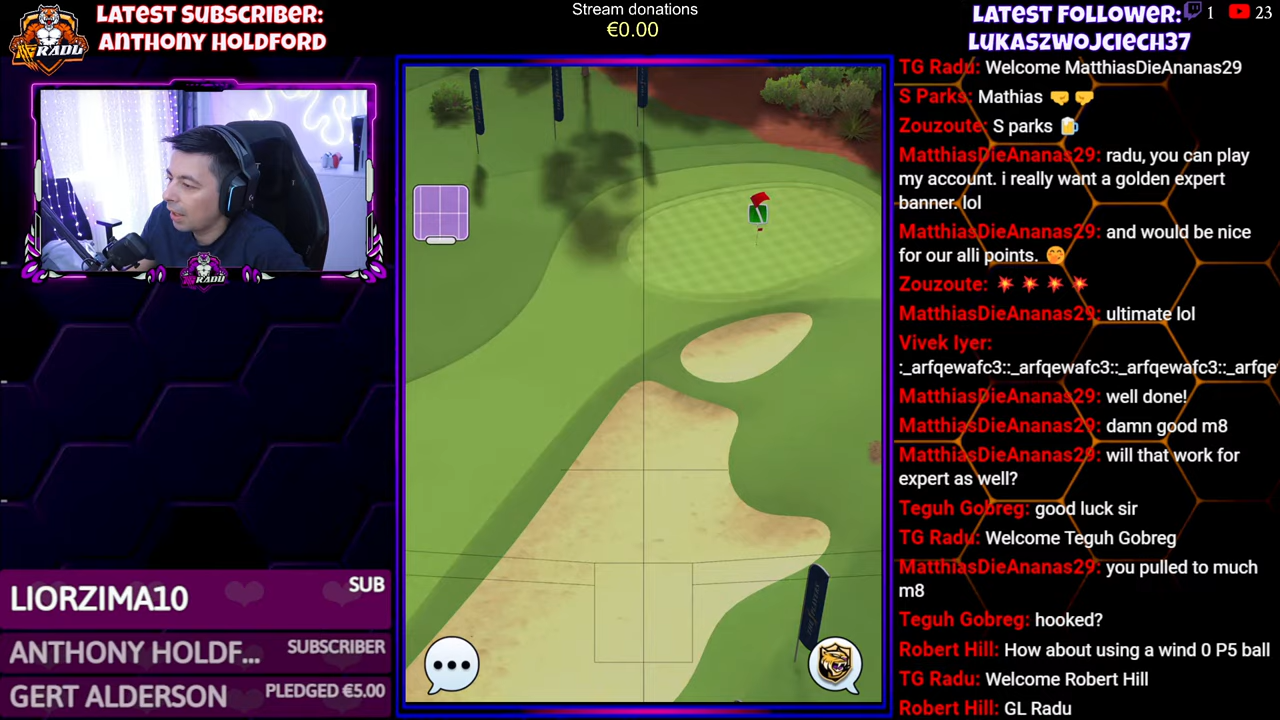 LATEST SUBSCRIBER:
ANTHONY HOLDFORD
RADU
Stream donations
€0.00
LATEST FOLLOWER:
LUKASZWOJCIECH37
1
23
RADU
TG Radu: Welcome MatthiasDieAnanas29
S Parks: Mathias 🤜 🤛
Zouzoute: S parks 🍺
MatthiasDieAnanas29: radu, you can play
my account. i really want a golden expert
banner. lol
MatthiasDieAnanas29: and would be nice
for our alli points. 🤭
Zouzoute: 💥 💥 💥 💥
MatthiasDieAnanas29: ultimate lol
Vivek Iyer:
:_arfqewafc3::_arfqewafc3::_arfqewafc3::_arfqe
MatthiasDieAnanas29: well done!
MatthiasDieAnanas29: damn good m8
MatthiasDieAnanas29: will that work for
expert as well?
Teguh Gobreg: good luck sir
TG Radu: Welcome Teguh Gobreg
MatthiasDieAnanas29: you pulled to much
m8
Teguh Gobreg: hooked?
Robert Hill: How about using a wind 0 P5 ball
TG Radu: Welcome Robert Hill
Robert Hill: GL Radu
LIORZIMA10
SUB
ANTHONY HOLDF...
SUBSCRIBER
GERT ALDERSON
PLEDGED €5.00